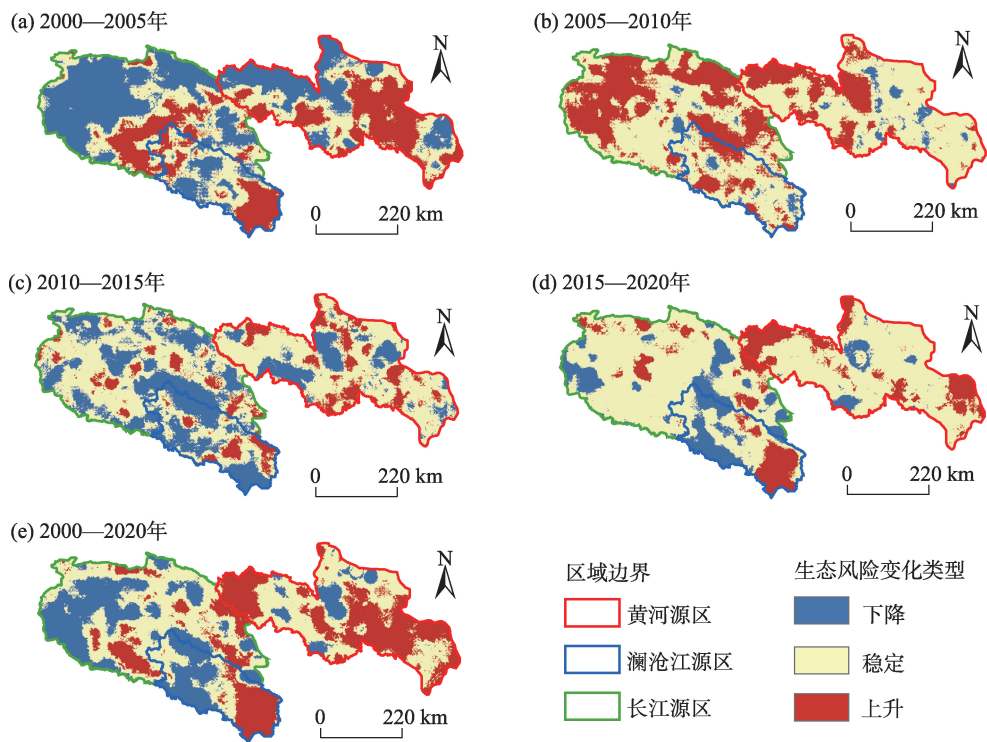 (a) 2000—2005年
N
0 220 km
(b) 2005—2010年
N
0 220 km
(c) 2010—2015年
N
0 220 km
(d) 2015—2020年
N
0 220 km
(e) 2000—2020年
N
0 220 km
区域边界
黄河源区
澜沧江源区
长江源区
生态风险变化类型
下降
稳定
上升